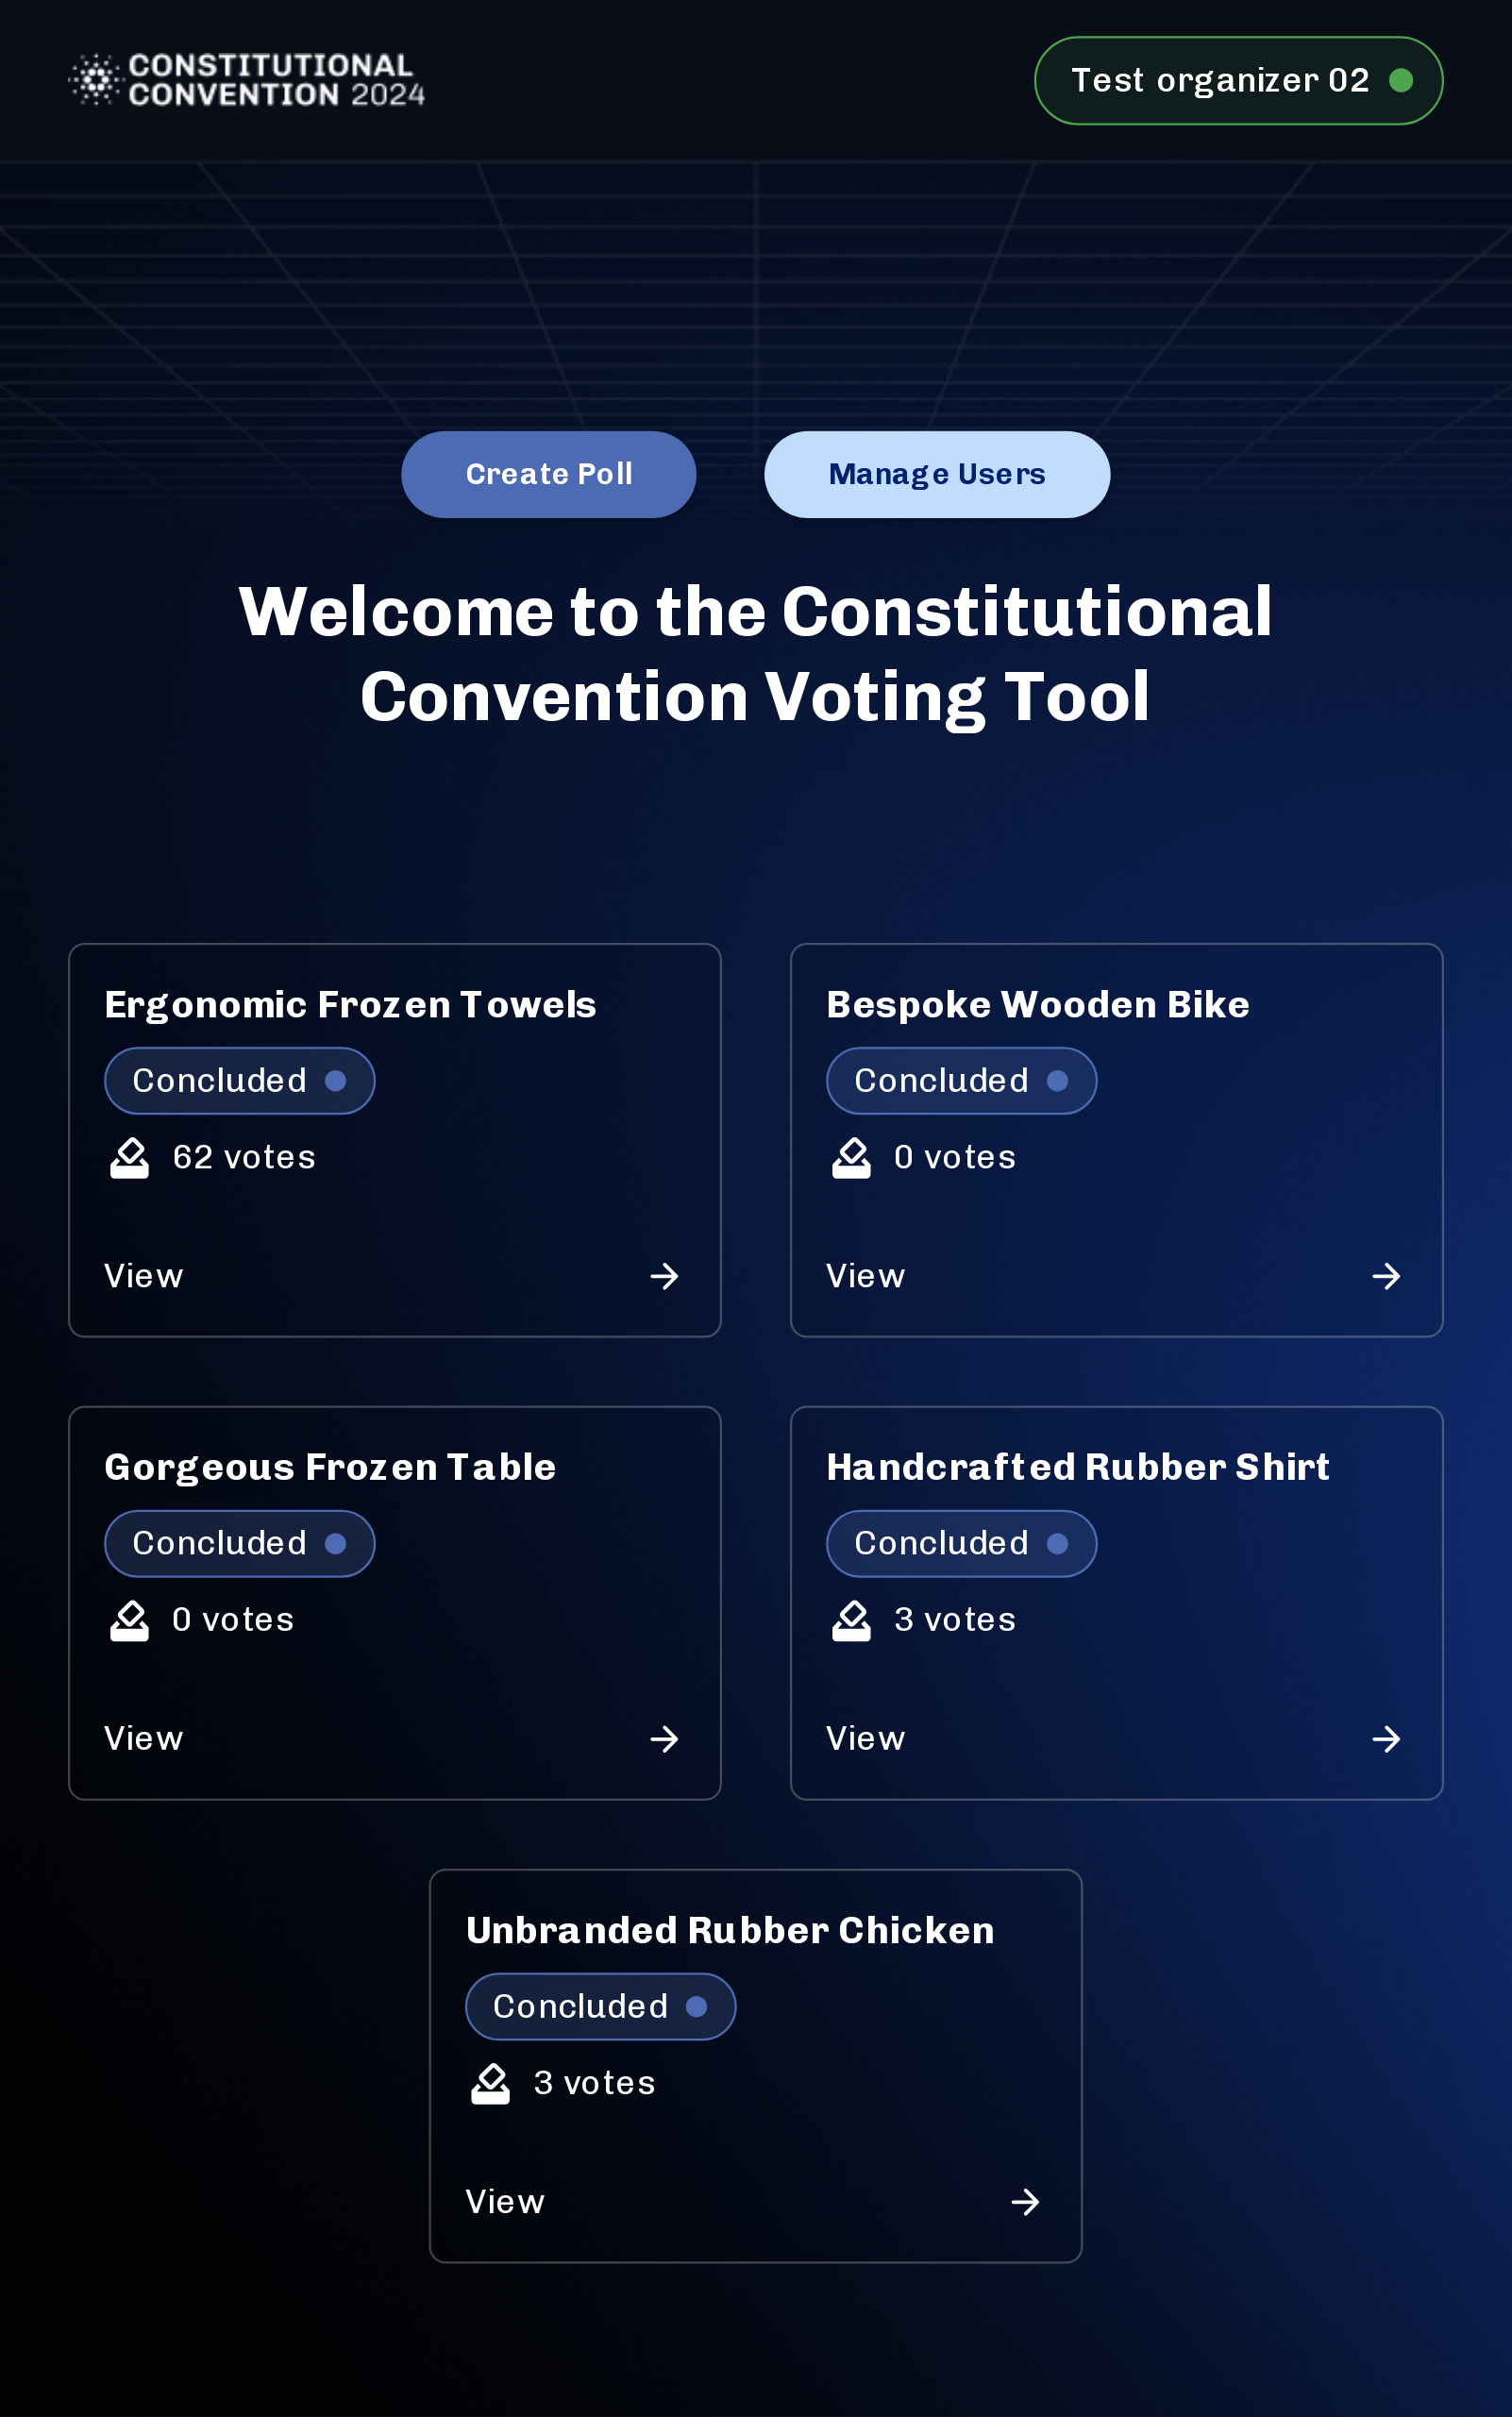 CONSTITUTIONAL
CONVENTION 2024
Test organizer 02
Create Poll
Manage Users
Welcome to the Constitutional
Convention Voting Tool
Ergonomic Frozen Towels
Concluded
62 votes
View
Bespoke Wooden Bike
Concluded
0 votes
View
Gorgeous Frozen Table
Concluded
0 votes
View
Handcrafted Rubber Shirt
Concluded
3 votes
View
Unbranded Rubber Chicken
Concluded
3 votes
View